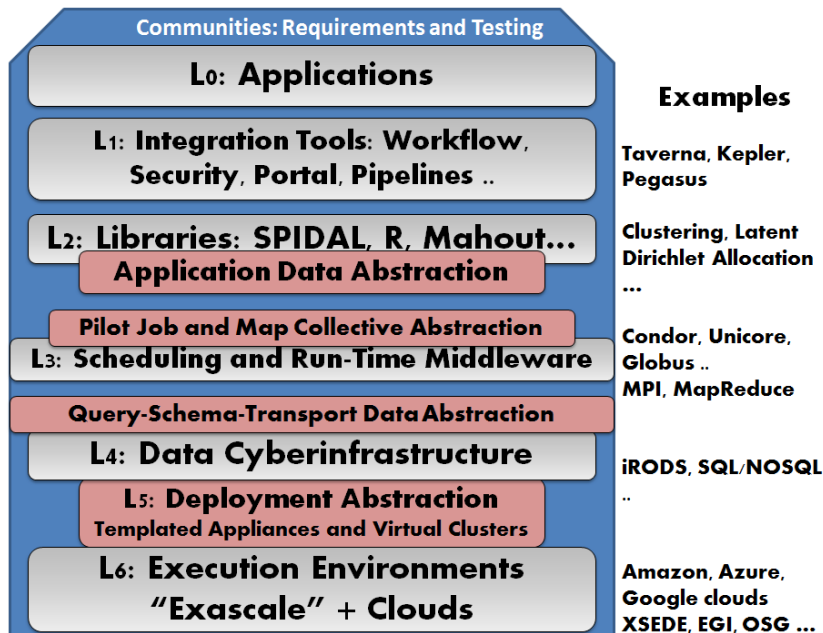 Communities: Requirements and Testing
L0: Applications
Examples
L1: Integration Tools: Workflow,
Security, Portal, Pipelines ..
Taverna, Kepler,
Pegasus
L2: Libraries: SPIDAL, R, Mahout...
Application Data Abstraction
Clustering, Latent
Dirichlet Allocation
...
Pilot Job and Map Collective Abstraction
L3: Scheduling and Run-Time Middleware
Condor, Unicore,
Globus ..
MPI, MapReduce
Query-Schema-Transport Data Abstraction
L4: Data Cyberinfrastructure
iRODS, SQL/NOSQL
..
L5: Deployment Abstraction
Templated Appliances and Virtual Clusters
L6: Execution Environments
“Exascale” + Clouds
Amazon, Azure,
Google clouds
XSEDE, EGI, OSG ...